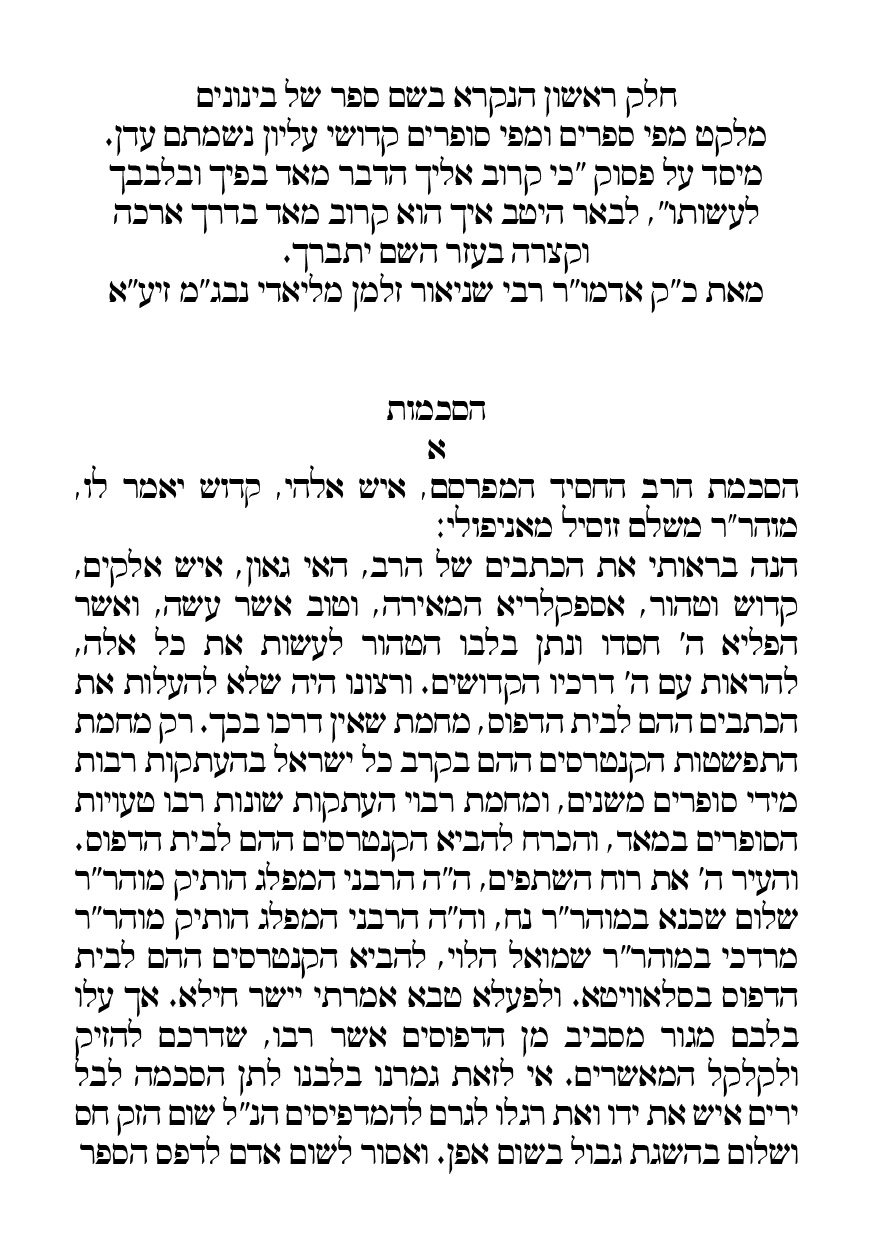 חלק ראשון הנקרא בשם ספר של בינונים
מלקט מפי ספרים ומפי סופרים קדושי עליון נשמתם עדן.
מיסד על פסוק "כי קרוב אליך הדבר מאד בפיך ובלבבך
לעשותו", לבאר היטב איך הוא קרוב מאד בדרך ארכה
וקצרה בעזר השם יתברך.
מאת כ"ק אדמו"ר רבי שניאור זלמן מליאדי נבג"מ זיע"א
הסכמות
א
הסכמת הרב החסיד המפרסם, איש אלהי, קדוש יאמר לו,
מוהר"ר משלם זוסיל מאניפולי:
הנה בראותי את הכתבים של הרב, האי גאון, איש אלקים,
קדוש וטהור, אספקלריא המאירה, וטוב אשר עשה, ואשר
הפליא ה' חסדו ונתן בלבו הטהור לעשות את כל אלה,
להראות עם ה' דרכיו הקדושים. ורצונו היה שלא להעלות את
הכתבים ההם לבית הדפוס, מחמת שאין דרכו בכך. רק מחמת
התפשטות הקנטרסים ההם בקרב כל ישראל בהעתקות רבות
מידי סופרים משנים, ומחמת רבוי העתקות שונות רבו טעויות
הסופרים במאד, והכרח להביא הקנטרסים ההם לבית הדפוס.
והעיר ה' את רוח השתפים, ה"ה הרבני המפלג הותיק מוהר"ר
שלום שכנא במוהר"ר נח, וה"ה הרבני המפלג הותיק מוהר"ר
מרדכי במוהר"ר שמואל הלוי, להביא הקנטרסים ההם לבית
הדפוס בסלאוויטא. ולפעלא טבא אמרתי יישר חילא. אך עלו
בלבם מגור מסביב מן הדפוסים אשר רבו, שדרכם להזיק
ולקלקל המאשרים. אי לזאת גמרנו בלבנו לתן הסכמה לבל
ירים איש את ידו ואת רגלו לגרם להמדפיסים הנ"ל שום הזק חס
ושלום בהשגת גבול בשום אפן. ואסור לשום אדם לדפס הספר